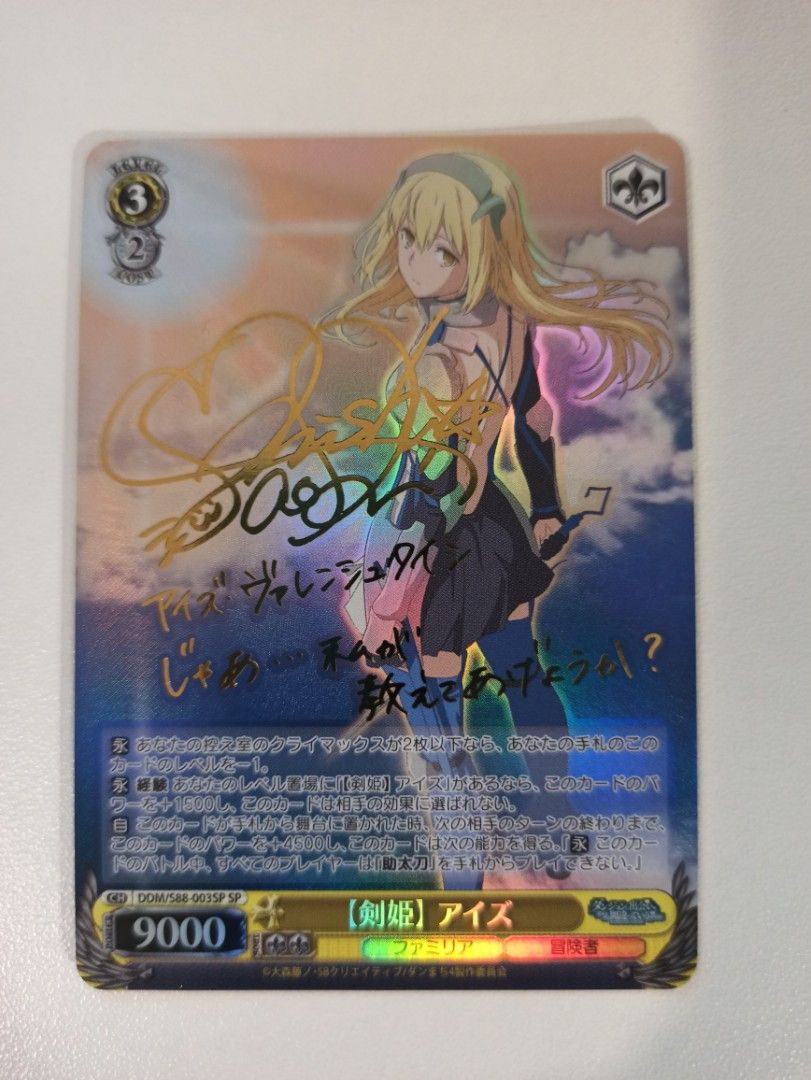 LEVEL
3
2
COST
アイズ・ヴァレンシュタイン
じゃあ…私が
教えてあげようか？
永 あなたの控え室のクライマックスが2枚以下なら、あなたの手札のこの
カードのレベルを－1。
永 経験 あなたのレベル置場に「【剣姫】 アイズ」があるなら、このカードのパ
ワーを＋1500し、このカードは相手の効果に選ばれない。
自 このカードが手札から舞台に置かれた時、次の相手のターンの終わりまで、
このカードのパワーを＋4500し、このカードは次の能力を得る。『永 このカー
ドのバトル中、すべてのプレイヤーは『助太刀』を手札からプレイできない。』
CH DDM/S88-003SP SP
【剣姫】 アイズ
POWER 9000
SOUL
ファミリア 冒険者
©大森藤ノ・SBクリエイティブ/ダンまち4製作委員会